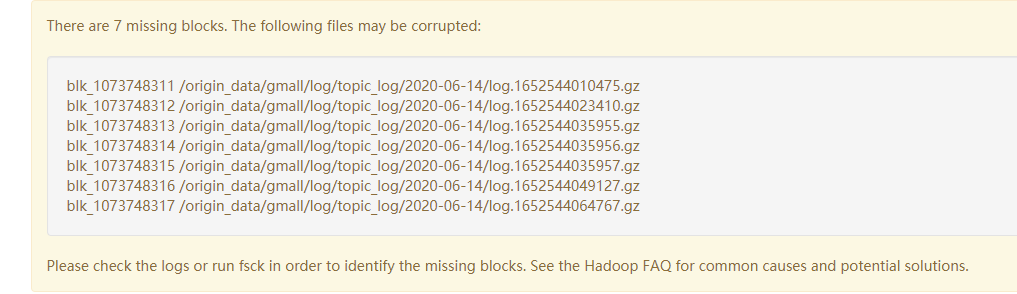 There are 7 missing blocks. The following files may be corrupted:
blk_1073748311 /origin_data/gmall/log/topic_log/2020-06-14/log.1652544010475.gz
blk_1073748312 /origin_data/gmall/log/topic_log/2020-06-14/log.1652544023410.gz
blk_1073748313 /origin_data/gmall/log/topic_log/2020-06-14/log.1652544035955.gz
blk_1073748314 /origin_data/gmall/log/topic_log/2020-06-14/log.1652544035956.gz
blk_1073748315 /origin_data/gmall/log/topic_log/2020-06-14/log.1652544035957.gz
blk_1073748316 /origin_data/gmall/log/topic_log/2020-06-14/log.1652544049127.gz
blk_1073748317 /origin_data/gmall/log/topic_log/2020-06-14/log.1652544064767.gz
Please check the logs or run fsck in order to identify the missing blocks. See the Hadoop FAQ for common causes and potential solutions.